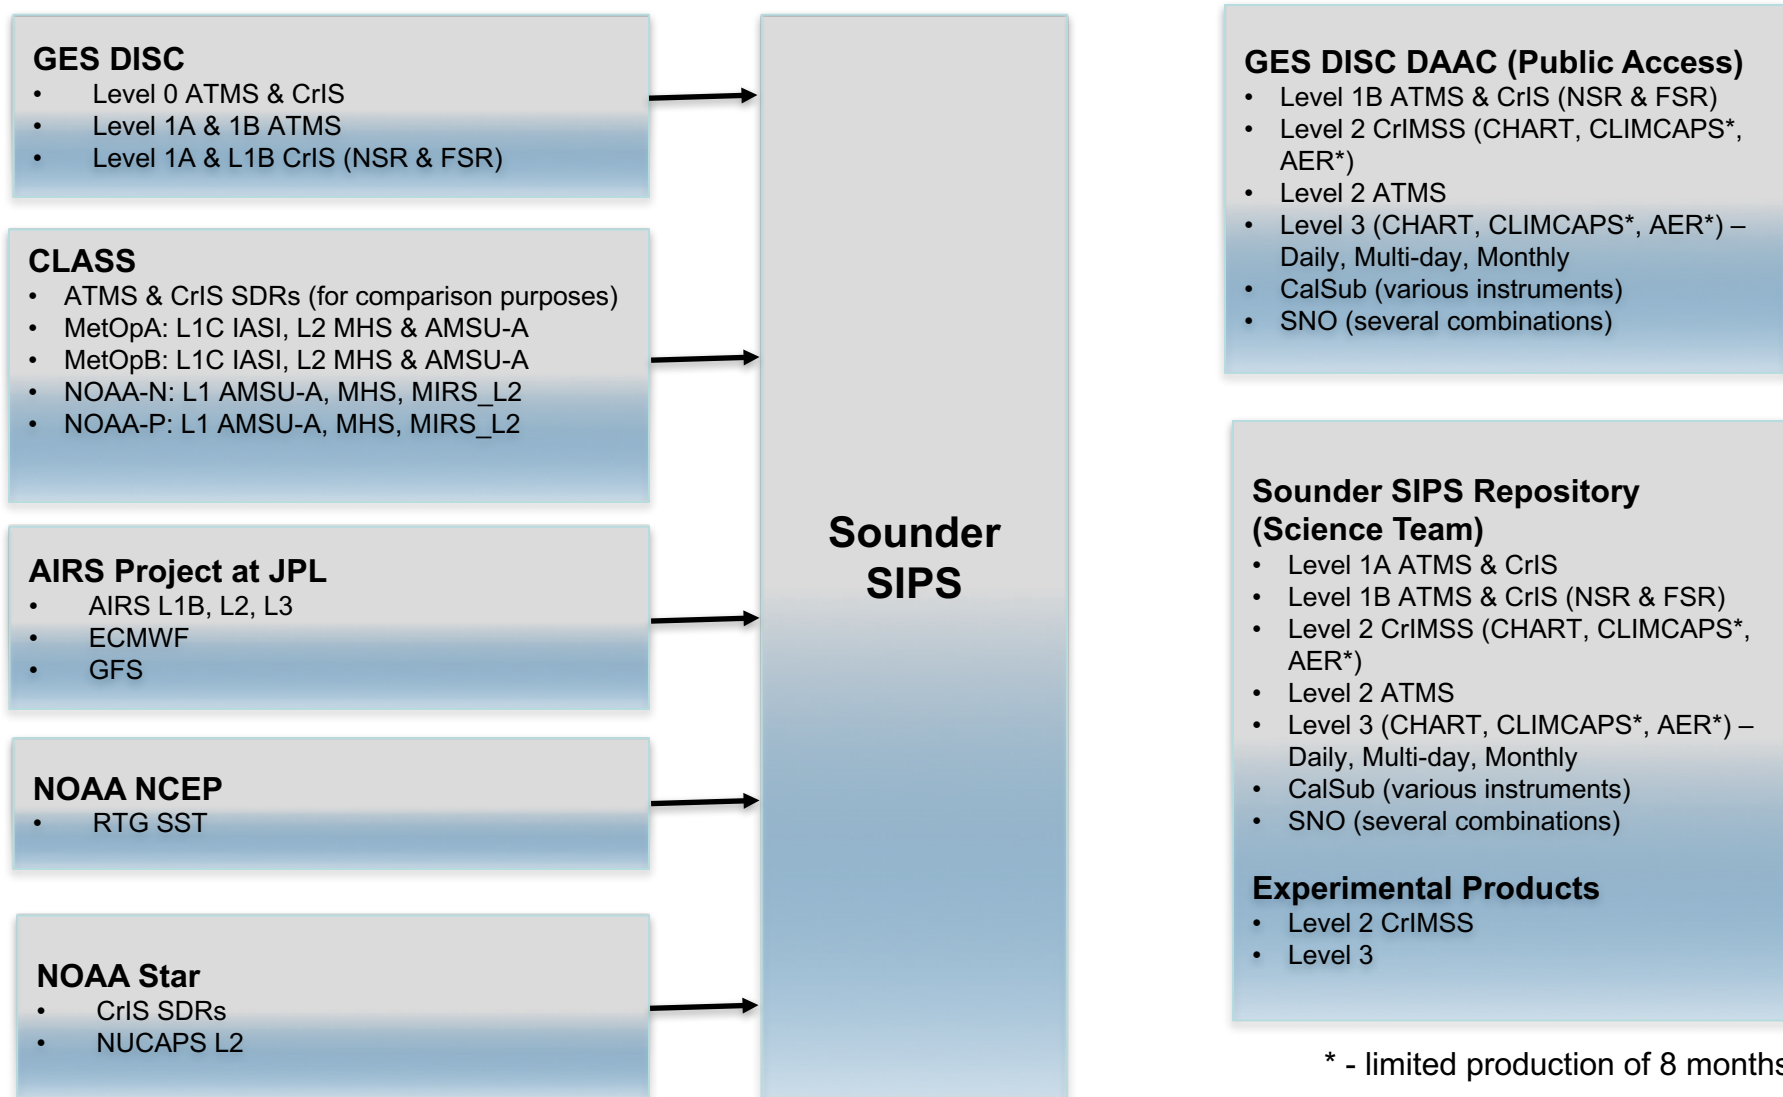 GES DISC
• Level 0 ATMS & CrIS
• Level 1A & 1B ATMS
• Level 1A & L1B CrIS (NSR & FSR)
CLASS
• ATMS & CrIS SDRs (for comparison purposes)
• MetOpA: L1C IASI, L2 MHS & AMSU-A
• MetOpB: L1C IASI, L2 MHS & AMSU-A
• NOAA-N: L1 AMSU-A, MHS, MIRS_L2
• NOAA-P: L1 AMSU-A, MHS, MIRS_L2
AIRS Project at JPL
• AIRS L1B, L2, L3
• ECMWF
• GFS
NOAA NCEP
• RTG SST
NOAA Star
• CrIS SDRs
• NUCAPS L2
Sounder
SIPS
GES DISC DAAC (Public Access)
• Level 1B ATMS & CrIS (NSR & FSR)
• Level 2 CrIMSS (CHART, CLIMCAPS*,
AER*)
• Level 2 ATMS
• Level 3 (CHART, CLIMCAPS*, AER*) –
Daily, Multi-day, Monthly
• CalSub (various instruments)
• SNO (several combinations)
Sounder SIPS Repository
(Science Team)
• Level 1A ATMS & CrIS
• Level 1B ATMS & CrIS (NSR & FSR)
• Level 2 CrIMSS (CHART, CLIMCAPS*,
AER*)
• Level 2 ATMS
• Level 3 (CHART, CLIMCAPS*, AER*) –
Daily, Multi-day, Monthly
• CalSub (various instruments)
• SNO (several combinations)
Experimental Products
• Level 2 CrIMSS
• Level 3
* - limited production of 8 months